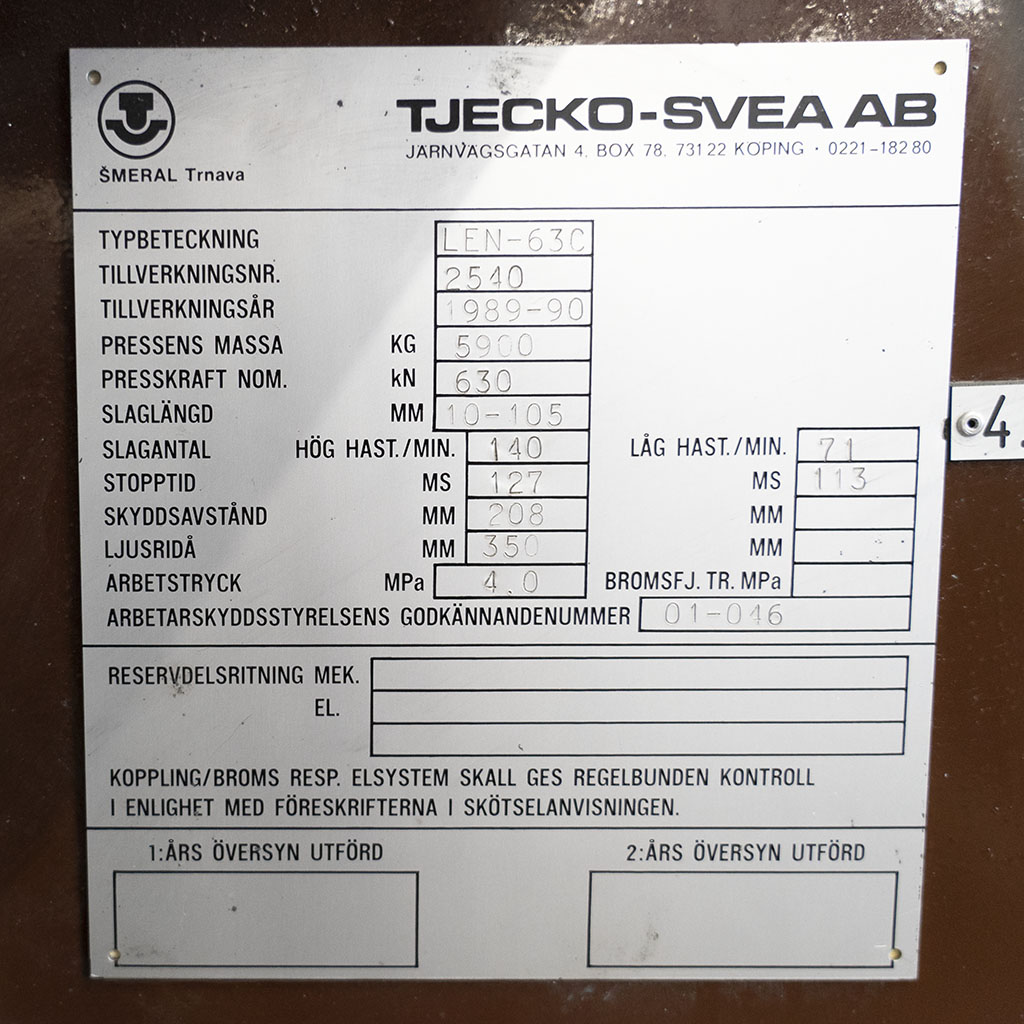 TJECKO-SVEA AB
JÄRNVÄGSGATAN 4. BOX 78. 731 22 KÖPING · 0221-182 80
ŠMERAL Trnava
TYPBETECKNING LEN-63C
TILLVERKNINGSNR. 2540
TILLVERKNINGSÅR 1989-90
PRESSENS MASSA KG 5900
PRESSKRAFT NOM. kN 630
SLAGLÄNGD MM 10-105
SLAGANTAL HÖG HAST./MIN. 140 LÅG HAST./MIN. 71
STOPPTID MS 127 MS 113
SKYDDSAVSTÅND MM 208 MM
LJUSRIDÅ MM 350 MM
ARBETSTRYCK MPa 4.0 BROMSFJ. TR. MPa
ARBETARSKYDDSSTYRELSENS GODKÄNNANDENUMMER 01-046
RESERVDELSRITNING MEK.
EL.
KOPPLING/BROMS RESP. ELSYSTEM SKALL GES REGELBUNDEN KONTROLL
I ENLIGHET MED FÖRESKRIFTERNA I SKÖTSELANVISNINGEN.
1:ÅRS ÖVERSYN UTFÖRD 2:ÅRS ÖVERSYN UTFÖRD
4.